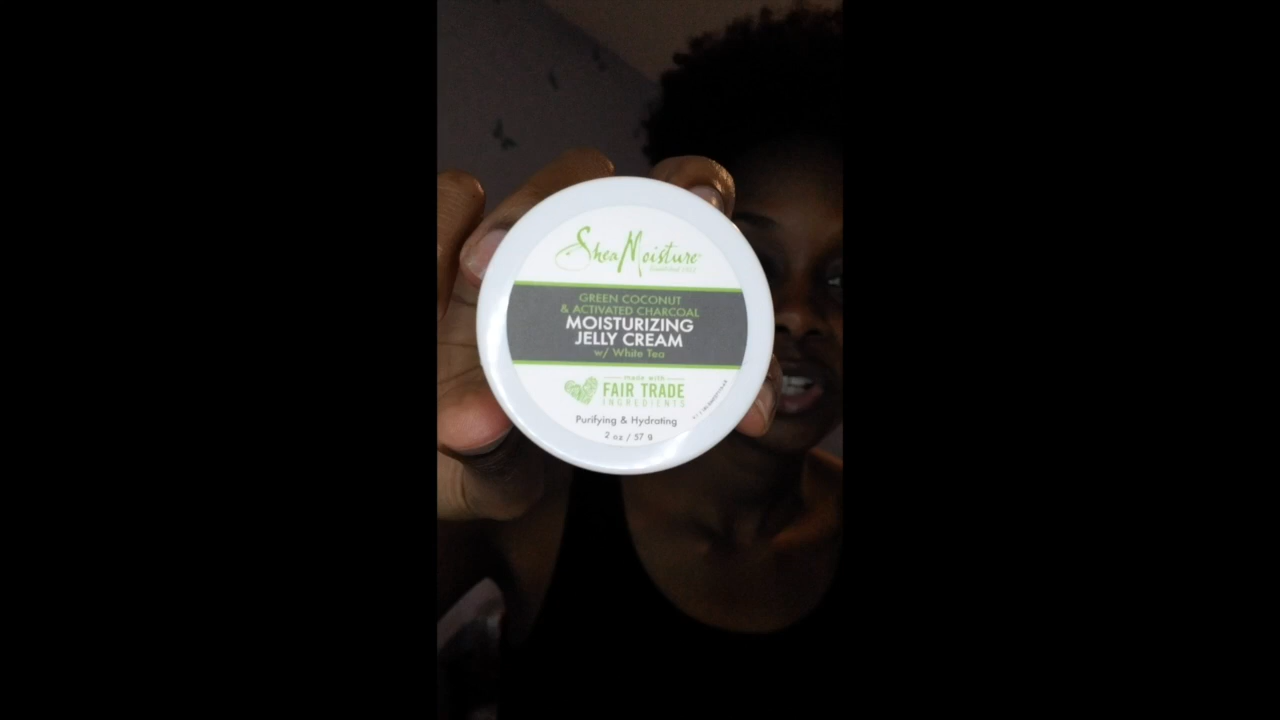 SheaMoisture
GREEN COCONUT
& ACTIVATED CHARCOAL
MOISTURIZING
JELLY CREAM
w/ White Tea
made with
FAIR TRADE
INGREDIENTS
Purifying & Hydrating
2 oz / 57 g